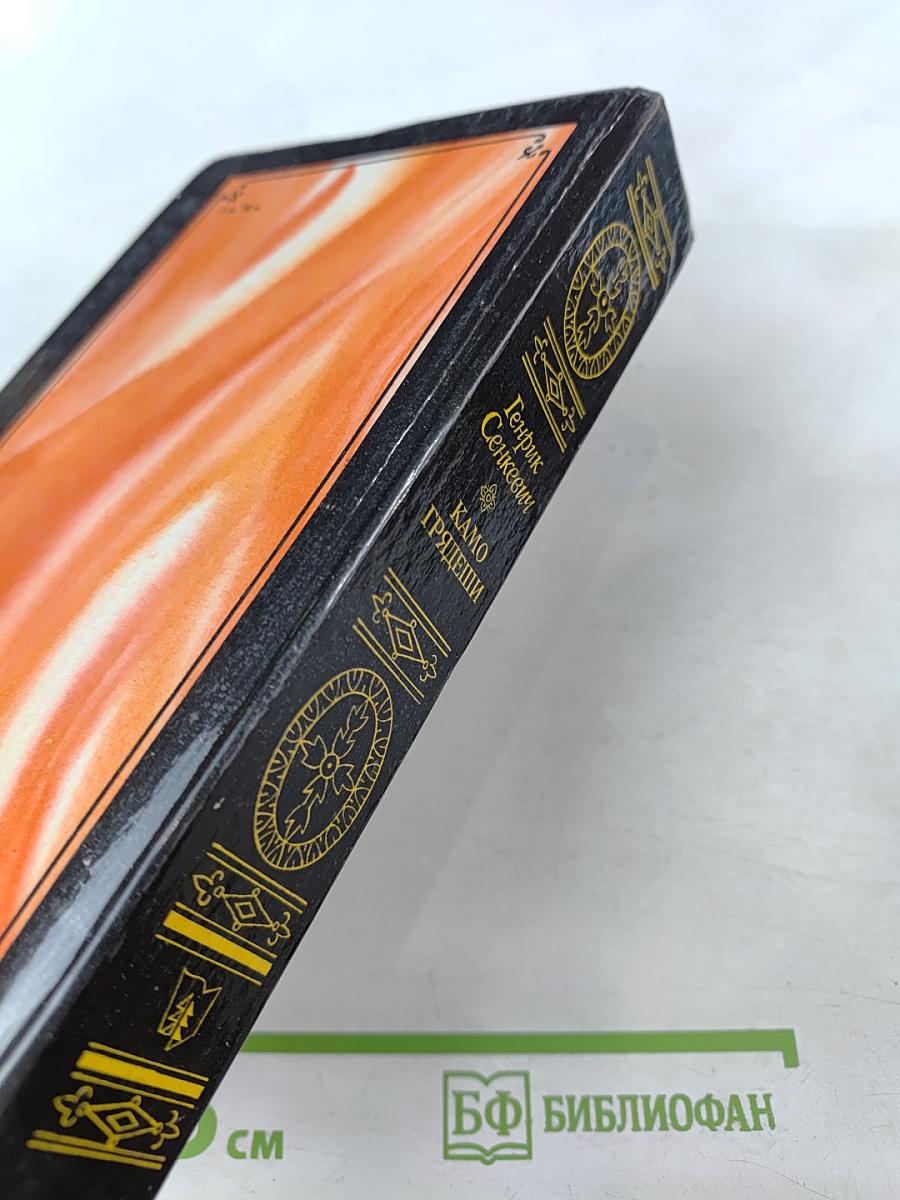 Генрик
Сенкевич
КАМО
ГРЯДЕШИ
см
БФ БИБЛИОФАН